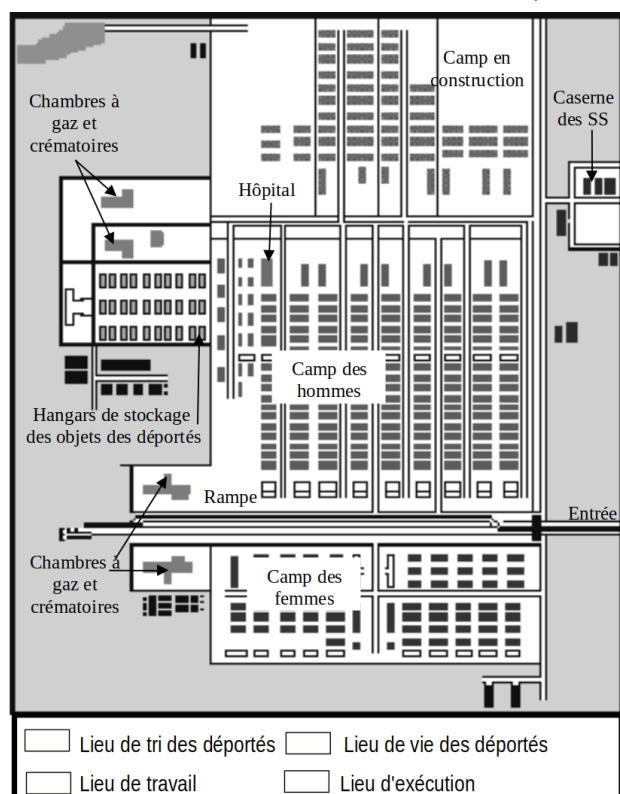 Camp en
construction
Chambres à
gaz et
crématoires
Caserne
des SS
Hôpital
Camp des
hommes
Hangars de stockage
des objets des déportés
Rampe
Entrée
Chambres à
gaz et
crématoires
Camp des
femmes
Lieu de tri des déportés
Lieu de vie des déportés
Lieu de travail
Lieu d'exécution